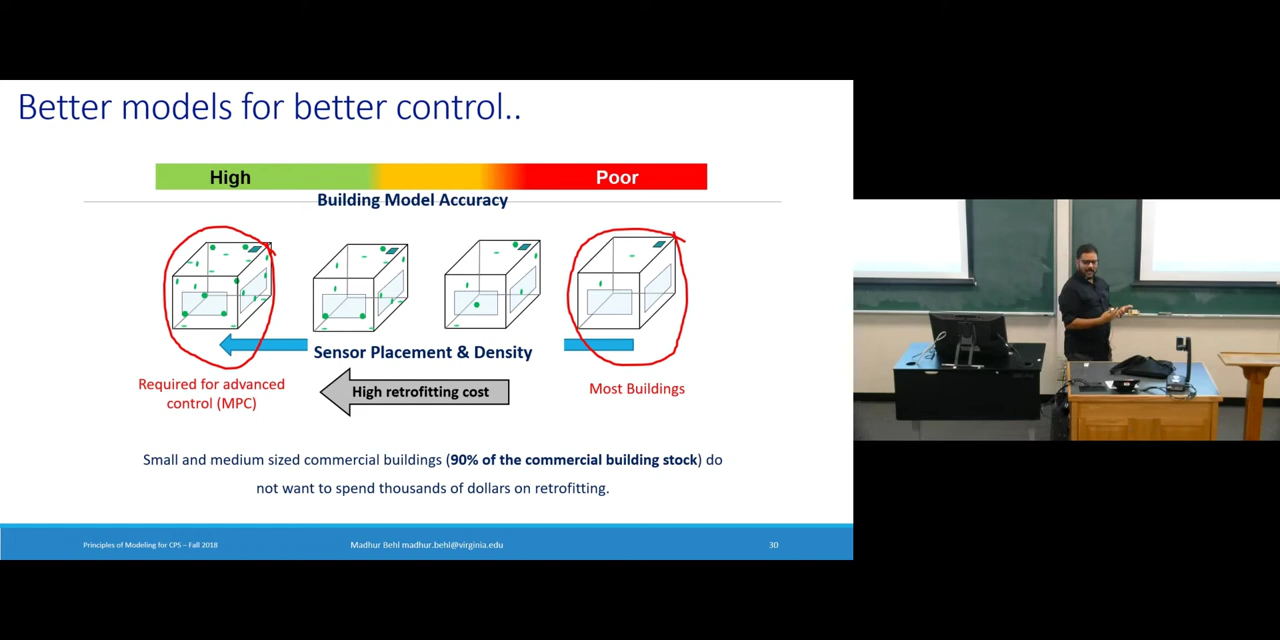 Better models for better control..
High
Poor
Building Model Accuracy
Sensor Placement & Density
Required for advanced
control (MPC)
High retrofitting cost
Most Buildings
Small and medium sized commercial buildings (90% of the commercial building stock) do
not want to spend thousands of dollars on retrofitting.
Principles of Modeling for CPS – Fall 2018
Madhur Behl madhur.behl@virginia.edu
30